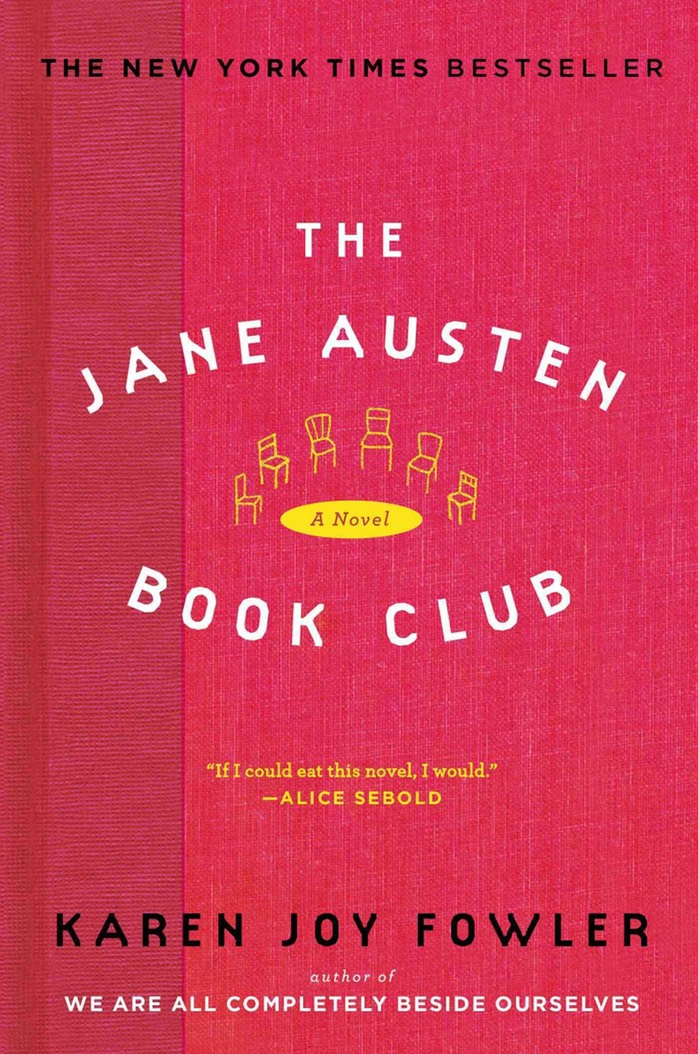 THE NEW YORK TIMES BESTSELLER
THE
JANE AUSTEN
A Novel
BOOK CLUB
“If I could eat this novel, I would.”
—ALICE SEBOLD
KAREN JOY FOWLER
author of
WE ARE ALL COMPLETELY BESIDE OURSELVES